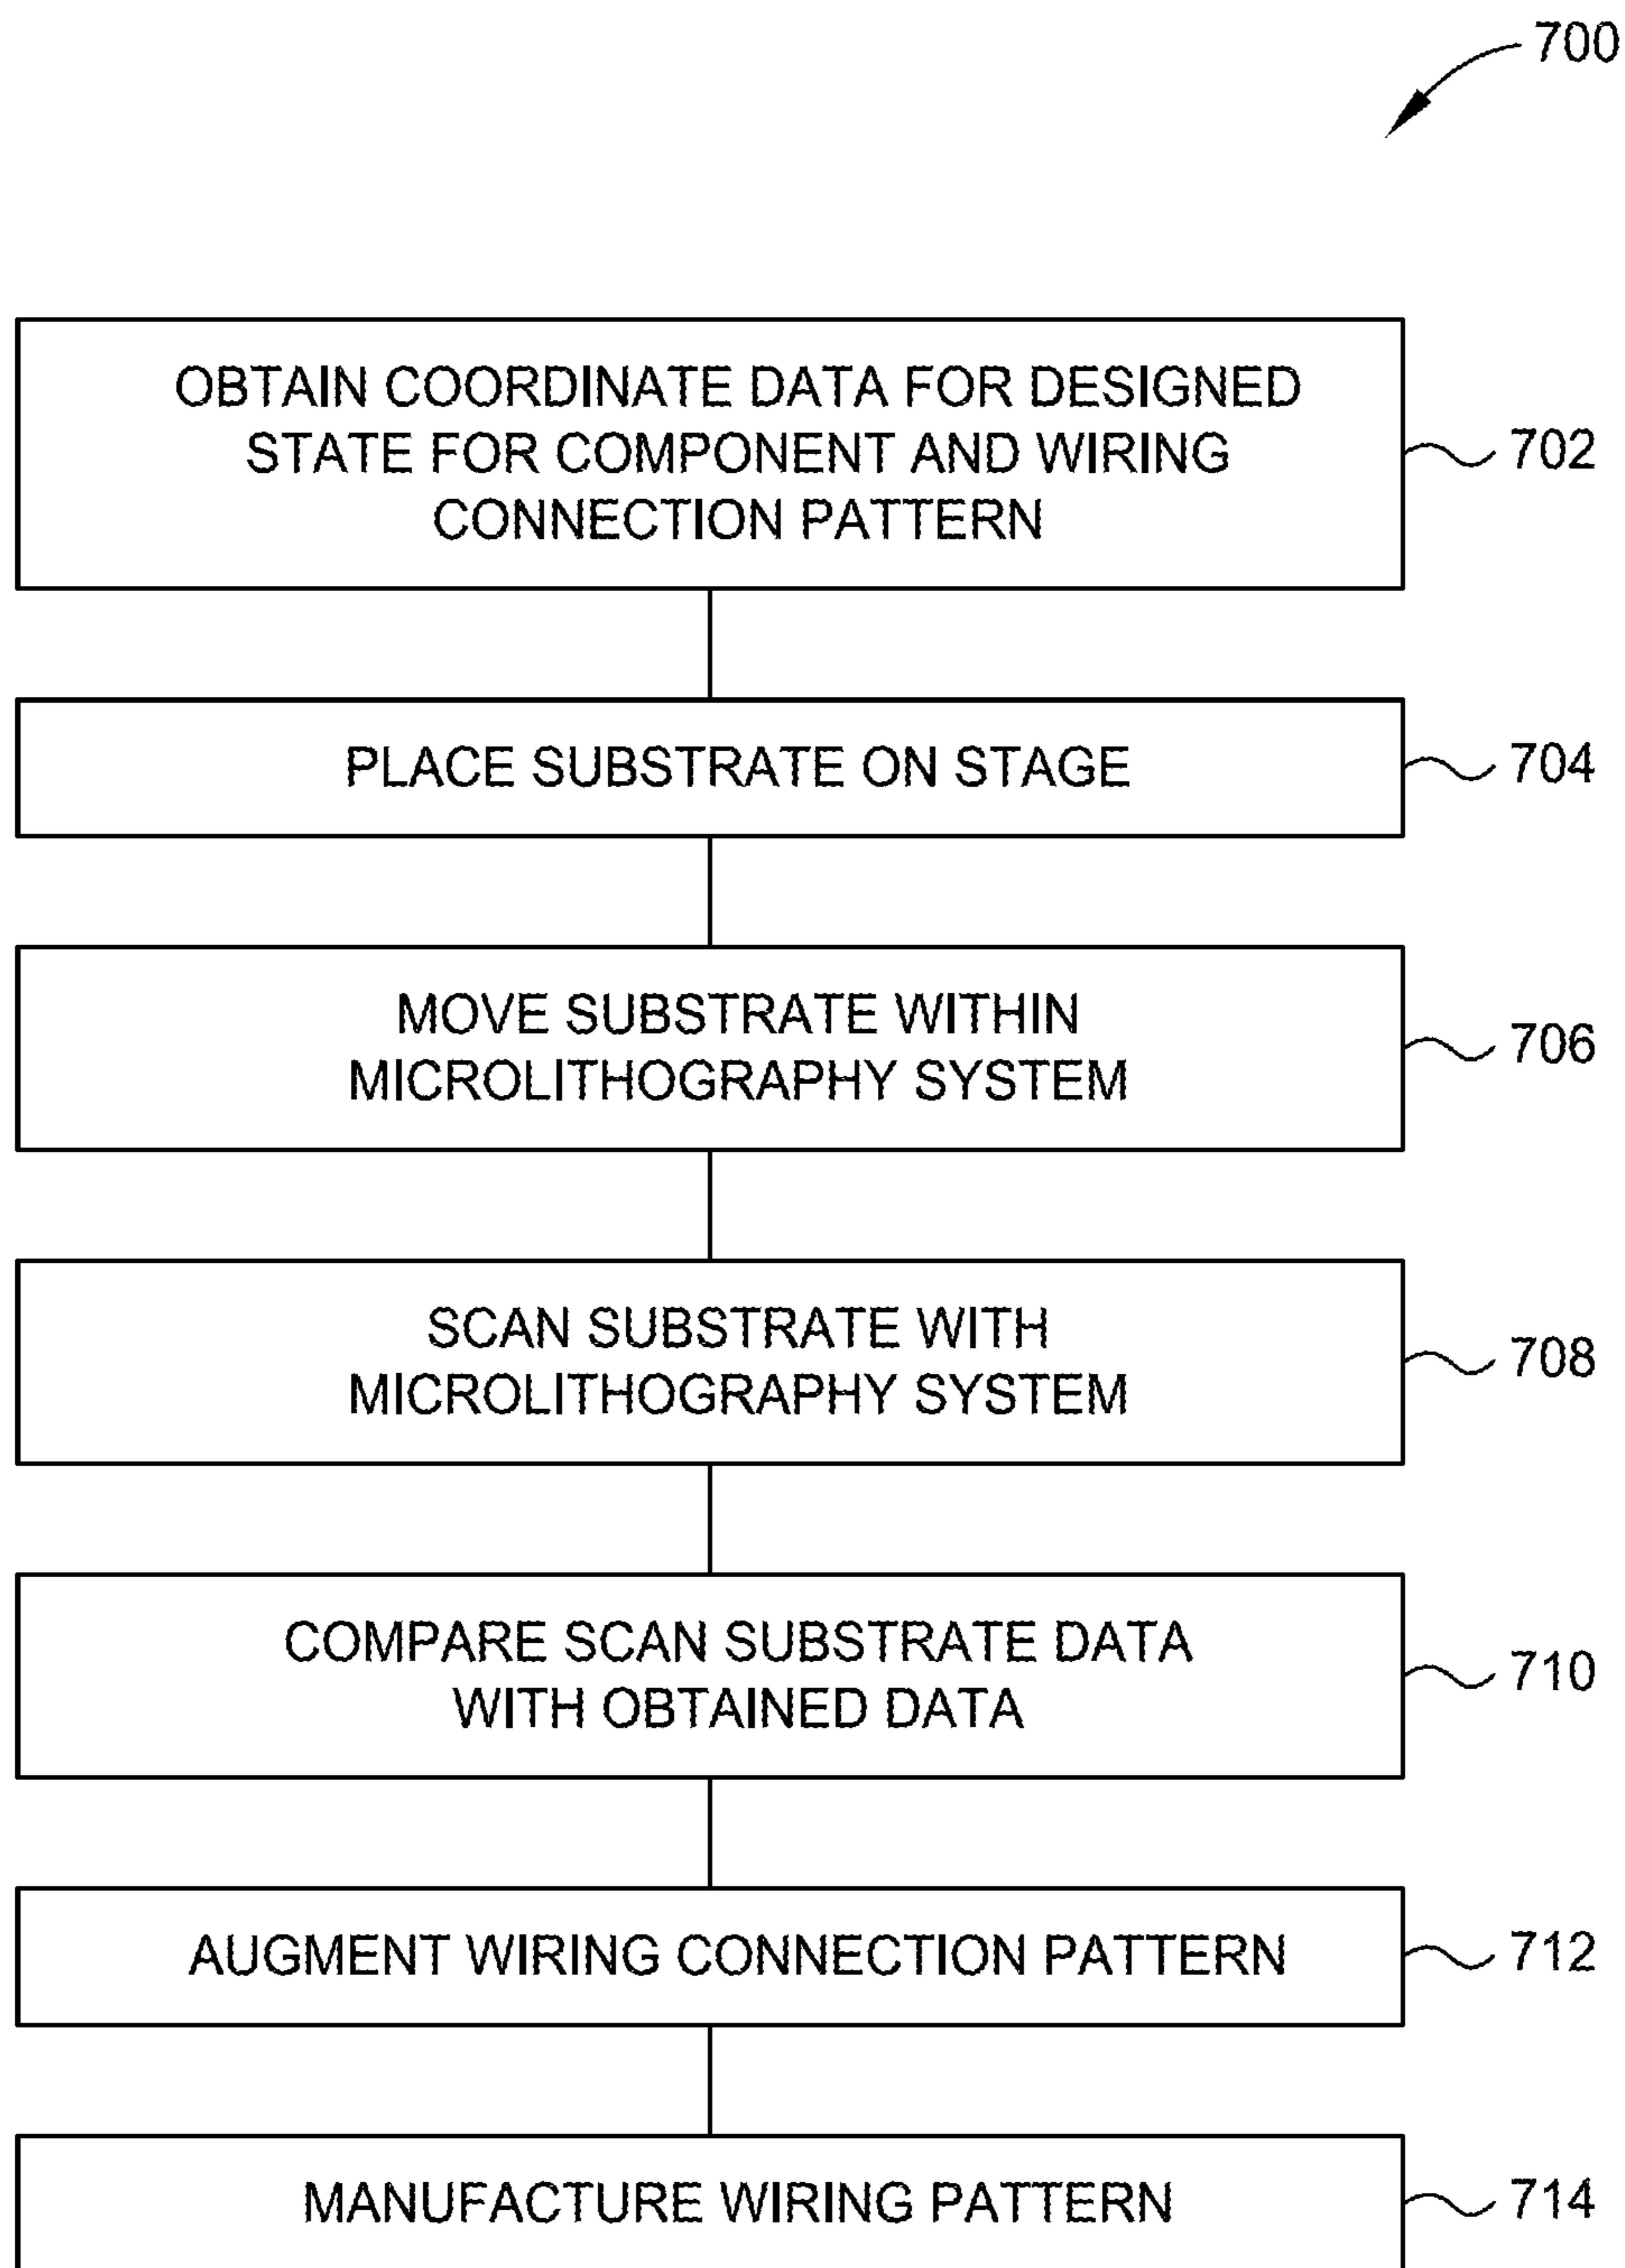 700
OBTAIN COORDINATE DATA FOR DESIGNED
STATE FOR COMPONENT AND WIRING
CONNECTION PATTERN
702
PLACE SUBSTRATE ON STAGE
704
MOVE SUBSTRATE WITHIN
MICROLITHOGRAPHY SYSTEM
706
SCAN SUBSTRATE WITH
MICROLITHOGRAPHY SYSTEM
708
COMPARE SCAN SUBSTRATE DATA
WITH OBTAINED DATA
710
AUGMENT WIRING CONNECTION PATTERN
712
MANUFACTURE WIRING PATTERN
714